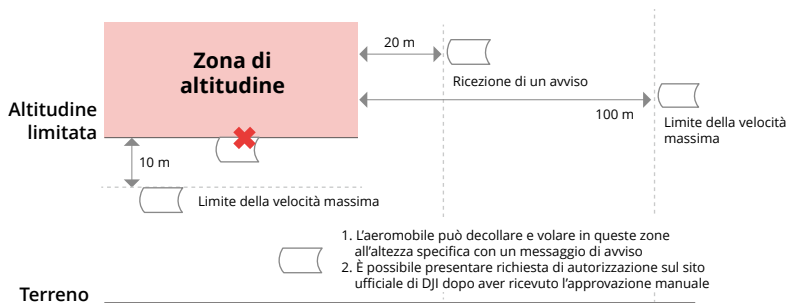 Zona di
altitudine
20 m
Ricezione di un avviso
100 m
Limite della velocità
massima
Altitudine
limitata
10 m
Limite della velocità massima
1. L’aeromobile può decollare e volare in queste zone
all’altezza specifica con un messaggio di avviso
2. È possibile presentare richiesta di autorizzazione sul sito
ufficiale di DJI dopo aver ricevuto l’approvazione manuale
Terreno